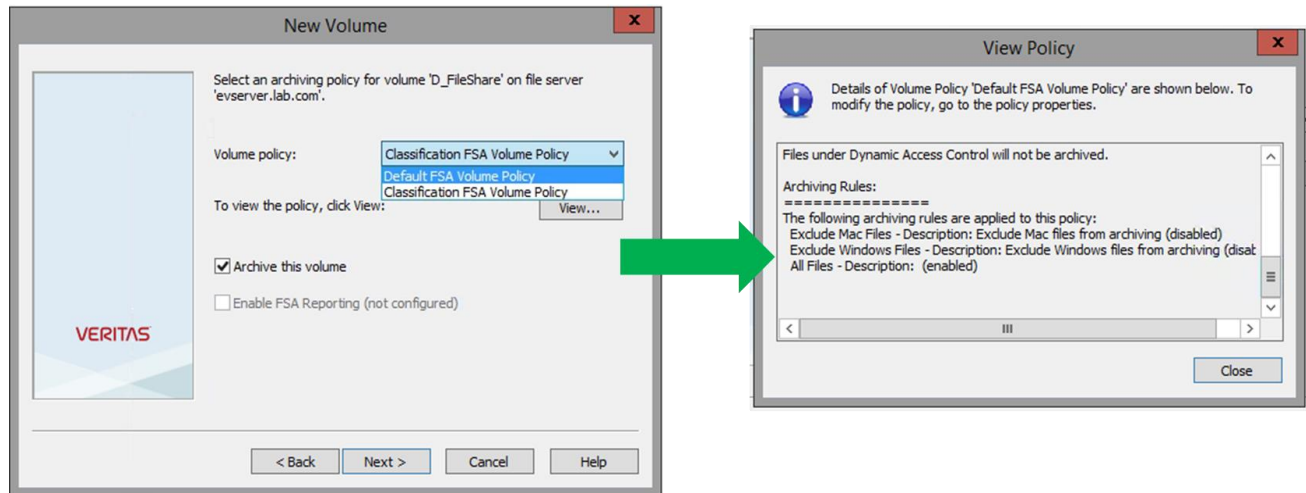 New Volume
x
Select an archiving policy for volume 'D_FileShare' on file server
'evserver.lab.com'.
Volume policy:
Classification FSA Volume Policy
Default FSA Volume Policy
Classification FSA Volume Policy
To view the policy, click View:
View...
Archive this volume
Enable FSA Reporting (not configured)
VERITAS
< Back
Next >
Cancel
Help
View Policy
x
Details of Volume Policy 'Default FSA Volume Policy' are shown below. To
modify the policy, go to the policy properties.
Files under Dynamic Access Control will not be archived.
Archiving Rules:
===============
The following archiving rules are applied to this policy:
Exclude Mac Files - Description: Exclude Mac files from archiving (disabled)
Exclude Windows Files - Description: Exclude Windows files from archiving (disat
All Files - Description: (enabled)
Close